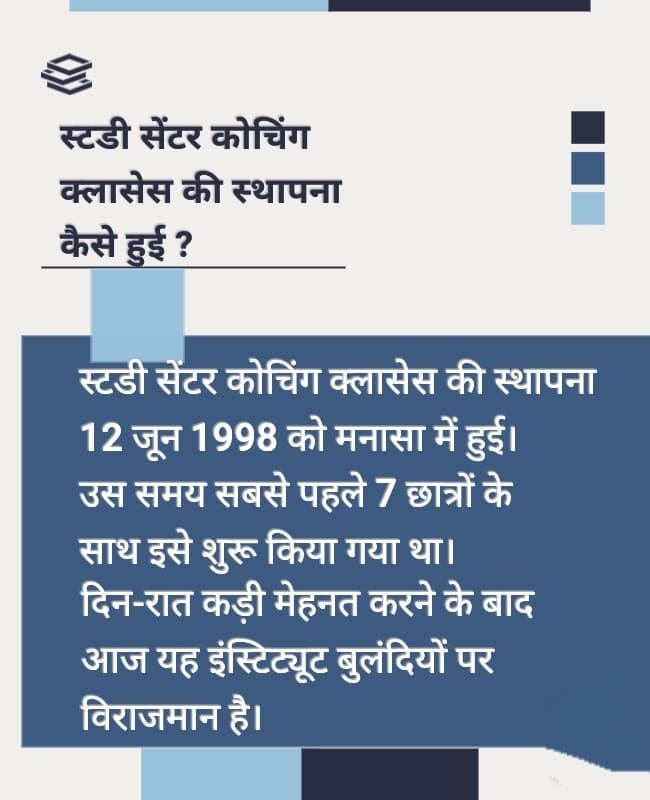 स्टडी सेंटर कोचिंग
क्लासेस की स्थापना
कैसे हुई ?
स्टडी सेंटर कोचिंग क्लासेस की स्थापना
12 जून 1998 को मनासा में हुई।
उस समय सबसे पहले 7 छात्रों के
साथ इसे शुरू किया गया था।
दिन-रात कड़ी मेहनत करने के बाद
आज यह इंस्टिट्यूट बुलंदियों पर
विराजमान है।